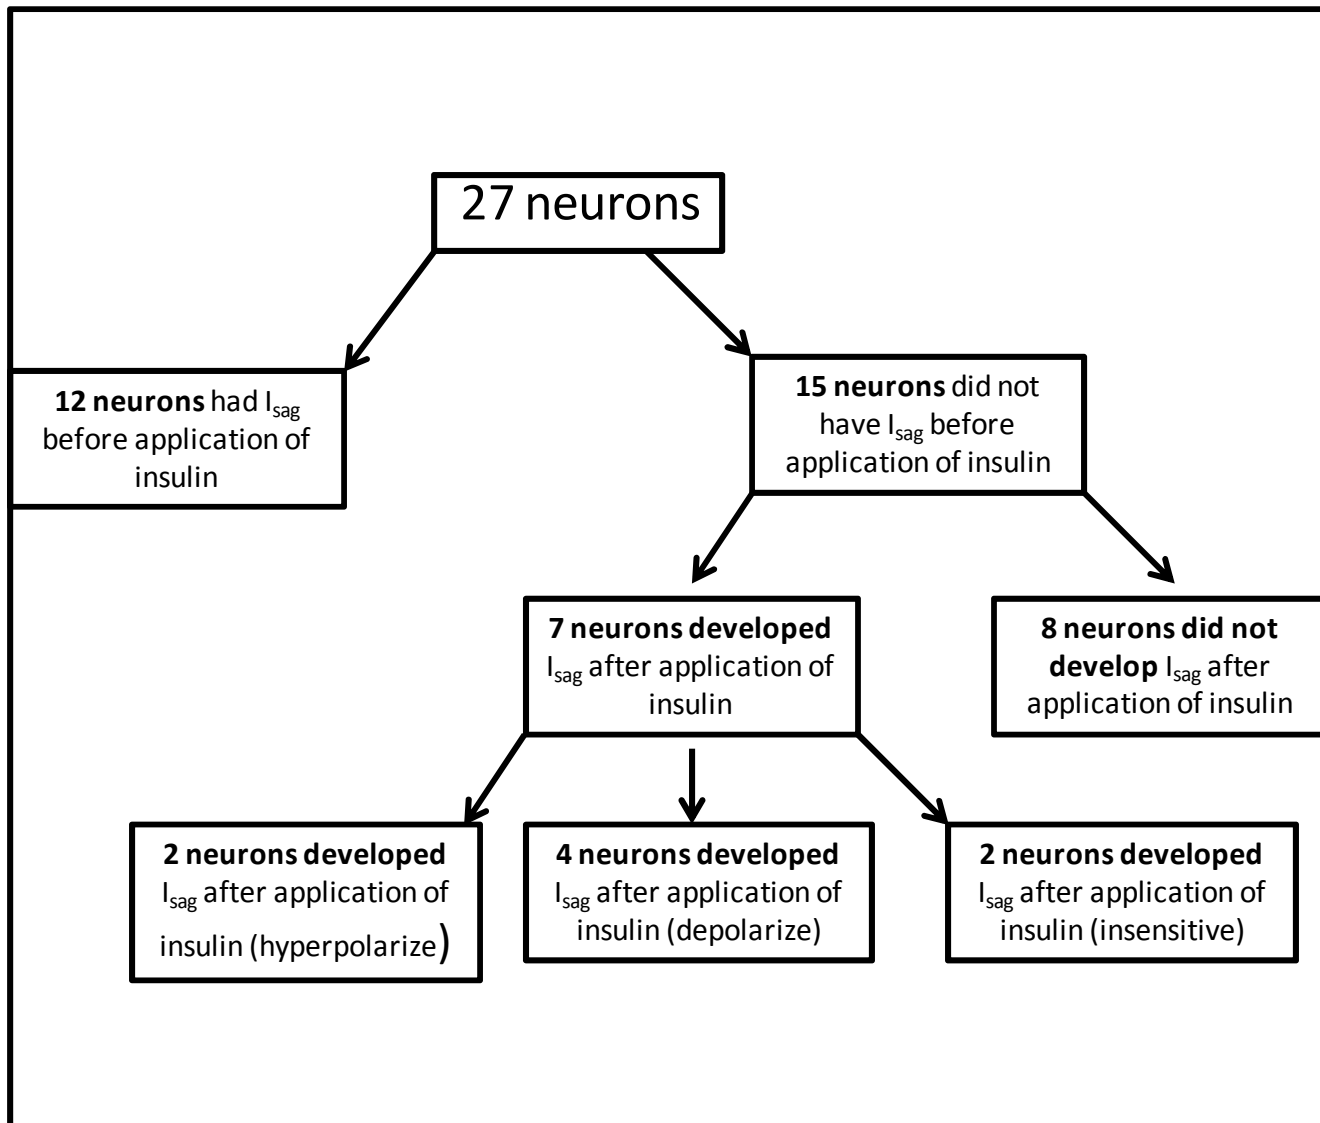 27 neurons
12 neurons had Isag
before application of
insulin
15 neurons did not
have Isag before
application of insulin
7 neurons developed
Isag after application of
insulin
8 neurons did not
develop Isag after
application of insulin
2 neurons developed
Isag after application of
insulin (hyperpolarize)
4 neurons developed
Isag after application of
insulin (depolarize)
2 neurons developed
Isag after application of
insulin (insensitive)